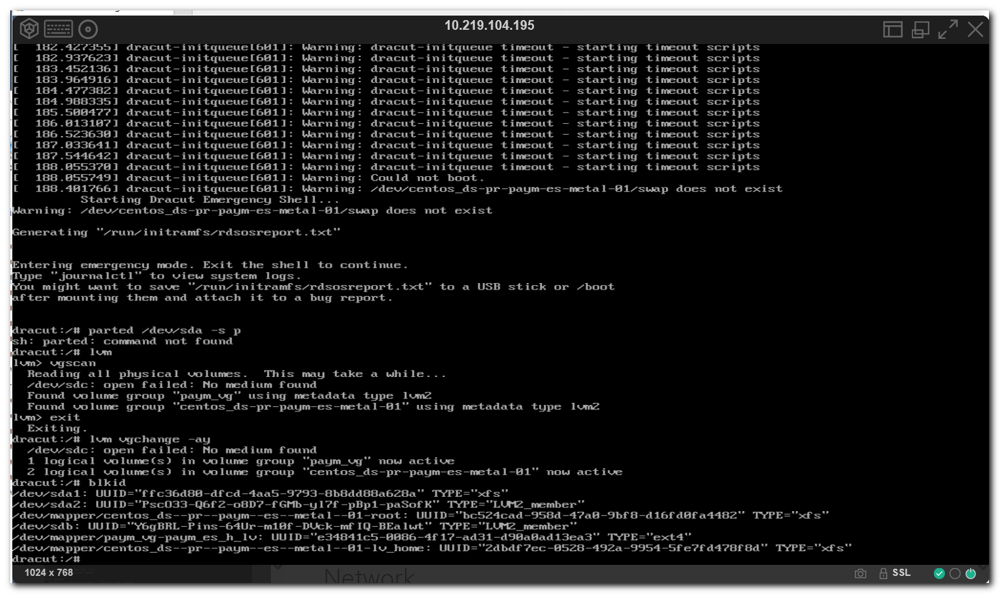 10.219.104.195
[  182.427355] dracut-initqueue[601]: Warning: dracut-initqueue timeout - starting timeout scripts
[  182.937623] dracut-initqueue[601]: Warning: dracut-initqueue timeout - starting timeout scripts
[  183.452136] dracut-initqueue[601]: Warning: dracut-initqueue timeout - starting timeout scripts
[  183.964916] dracut-initqueue[601]: Warning: dracut-initqueue timeout - starting timeout scripts
[  184.477382] dracut-initqueue[601]: Warning: dracut-initqueue timeout - starting timeout scripts
[  184.988335] dracut-initqueue[601]: Warning: dracut-initqueue timeout - starting timeout scripts
[  185.500477] dracut-initqueue[601]: Warning: dracut-initqueue timeout - starting timeout scripts
[  186.013107] dracut-initqueue[601]: Warning: dracut-initqueue timeout - starting timeout scripts
[  186.523630] dracut-initqueue[601]: Warning: dracut-initqueue timeout - starting timeout scripts
[  187.033641] dracut-initqueue[601]: Warning: dracut-initqueue timeout - starting timeout scripts
[  187.544642] dracut-initqueue[601]: Warning: dracut-initqueue timeout - starting timeout scripts
[  188.055370] dracut-initqueue[601]: Warning: dracut-initqueue timeout - starting timeout scripts
[  188.055749] dracut-initqueue[601]: Warning: Could not boot.
[  188.401766] dracut-initqueue[601]: Warning: /dev/centos_ds-pr-paym-es-metal-01/swap does not exist
Starting Dracut Emergency Shell...
Warning: /dev/centos_ds-pr-paym-es-metal-01/swap does not exist
Generating "/run/initramfs/rdsosreport.txt"
Entering emergency mode. Exit the shell to continue.
Type "journalctl" to view system logs.
You might want to save "/run/initramfs/rdsosreport.txt" to a USB stick or /boot
after mounting them and attach it to a bug report.
dracut:/# parted /dev/sda -s p
sh: parted: command not found
dracut:/# lvm
lvm> vgscan
Reading all physical volumes.  This may take a while...
/dev/sdc: open failed: No medium found
Found volume group "paym_vg" using metadata type lvm2
Found volume group "centos_ds-pr-paym-es-metal-01" using metadata type lvm2
lvm> exit
Exiting.
dracut:/# lvm vgchange -ay
/dev/sdc: open failed: No medium found
1 logical volume(s) in volume group "paym_vg" now active
2 logical volume(s) in volume group "centos_ds-pr-paym-es-metal-01" now active
dracut:/# blkid
/dev/sda1: UUID="ffc36d80-dfcd-4aa5-9793-8b8dd88a628a" TYPE="xfs"
/dev/sda2: UUID="PscO33-Q6f2-o8D7-fGMb-yl7f-pBp1-paSofK" TYPE="LVM2_member"
/dev/mapper/centos_ds--pr--paym--es--metal--01-root: UUID="bc524cad-958d-47a0-9bf8-d16fd0fa4482" TYPE="xfs"
/dev/sdb: UUID="Y6gBRL-Pins-64Ur-m10f-DVck-mfIQ-BEalwt" TYPE="LVM2_member"
/dev/mapper/paym_vg-paym_es_h_lv: UUID="e34841c5-0086-4f17-ad31-d90a0ad13ea3" TYPE="ext4"
/dev/mapper/centos_ds--pr--paym--es--metal--01-lv_home: UUID="2dbdf7ec-0528-492a-9954-5fe7fd478f8d" TYPE="xfs"
dracut:/#
1024 x 768
Network
SSL